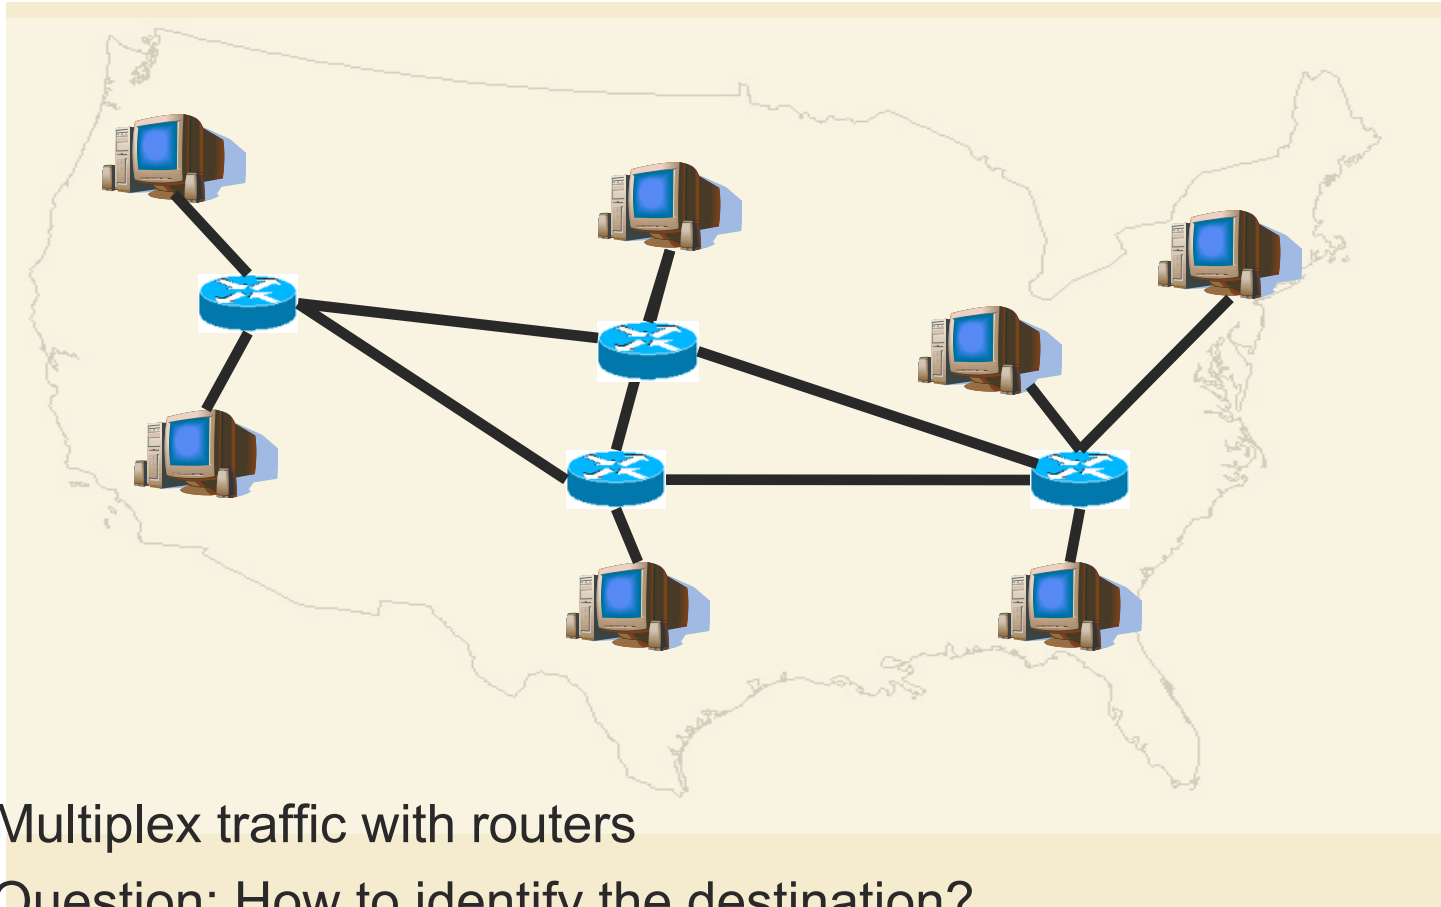 Multiplex traffic with routers
Question: How to identify the destination?